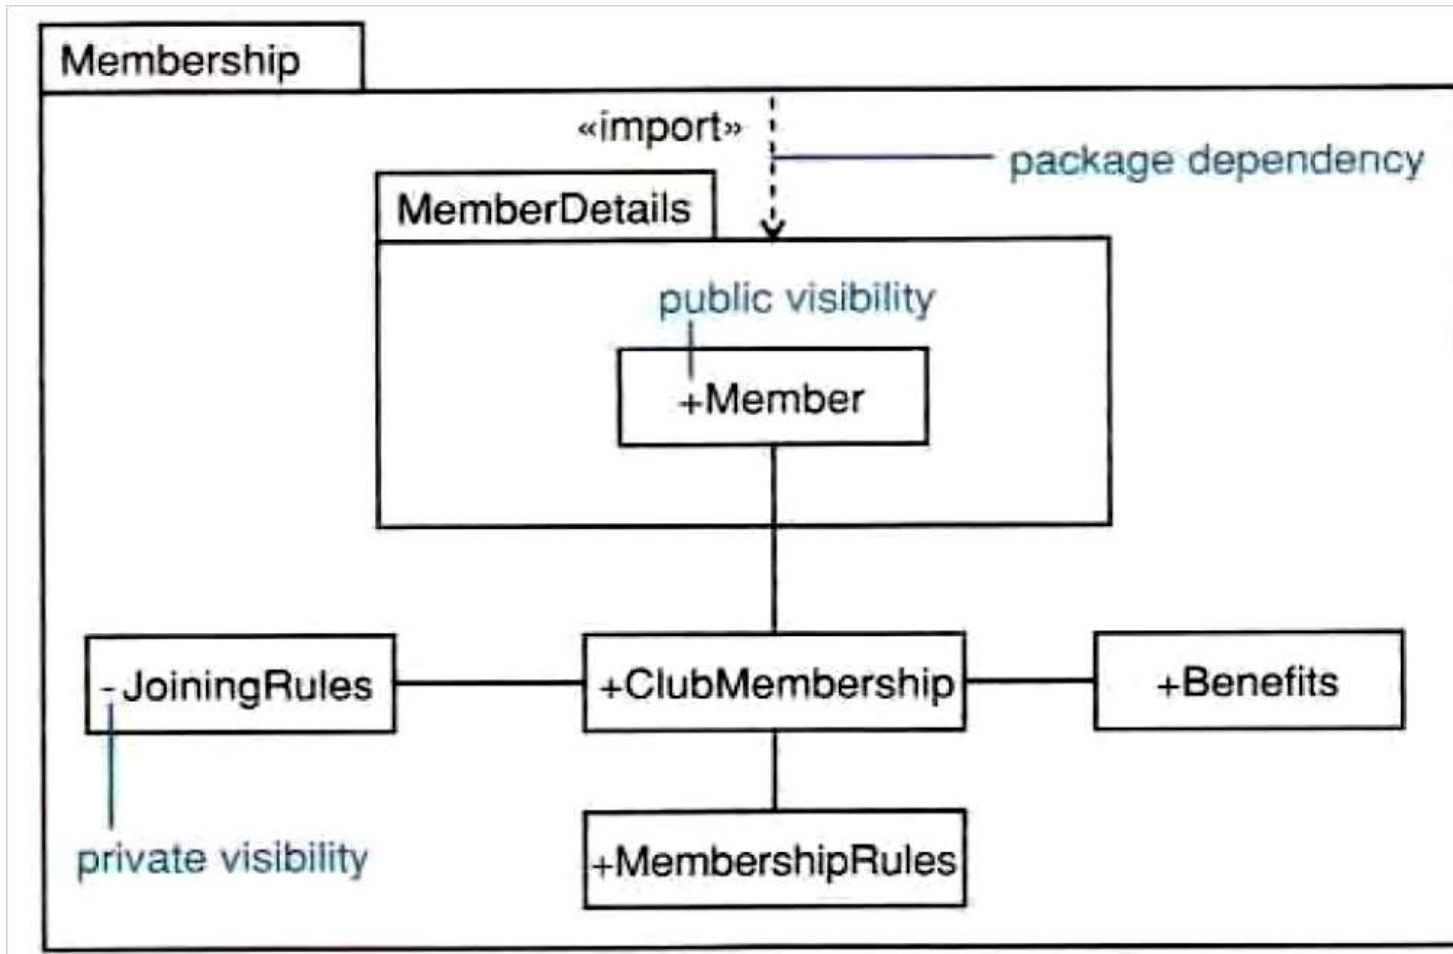 Membership
«import»
package dependency
MemberDetails
public visibility
+Member
-JoiningRules
+ClubMembership
+Benefits
private visibility
+MembershipRules